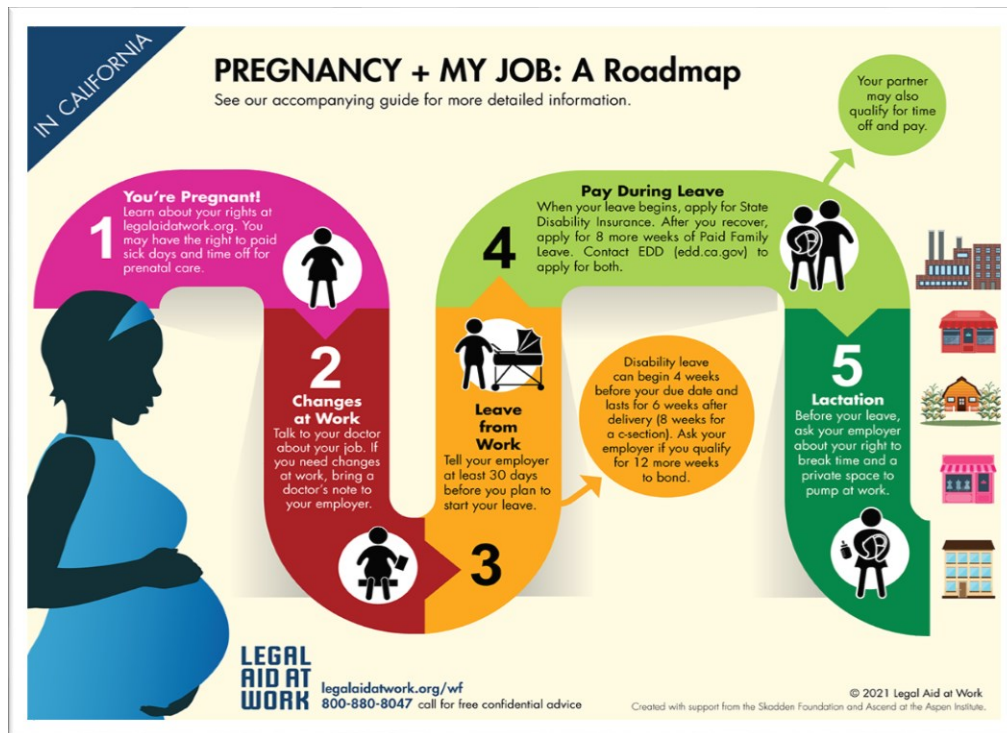 IN CALIFORNIA
PREGNANCY + MY JOB: A Roadmap
See our accompanying guide for more detailed information.
1
You're Pregnant!
Learn about your rights at
legalaidatwork.org. You
may have the right to paid
sick days and time off for
prenatal care.
2
Changes
at Work
Talk to your doctor
about your job. If
you need changes
at work, bring a
doctor's note to
your employer.
3
Leave
from
Work
Tell your employer
at least 30 days
before you plan to
start your leave.
Disability leave
can begin 4 weeks
before your due date and
lasts for 6 weeks after
delivery (8 weeks for
a c-section). Ask your
employer if you qualify
for 12 more weeks
to bond.
4
Pay During Leave
When your leave begins, apply for State
Disability Insurance. After you recover,
apply for 8 more weeks of Paid Family
Leave. Contact EDD (edd.ca.gov) to
apply for both.
Your partner
may also
qualify for time
off and pay.
5
Lactation
Before your leave,
ask your employer
about your right to
break time and a
private space to
pump at work.
LEGAL
AID AT
WORK
legalaidatwork.org/wf
800-880-8047 call for free confidential advice
© 2021 Legal Aid at Work
Created with support from the Skadden Foundation and Ascend at the Aspen Institute.